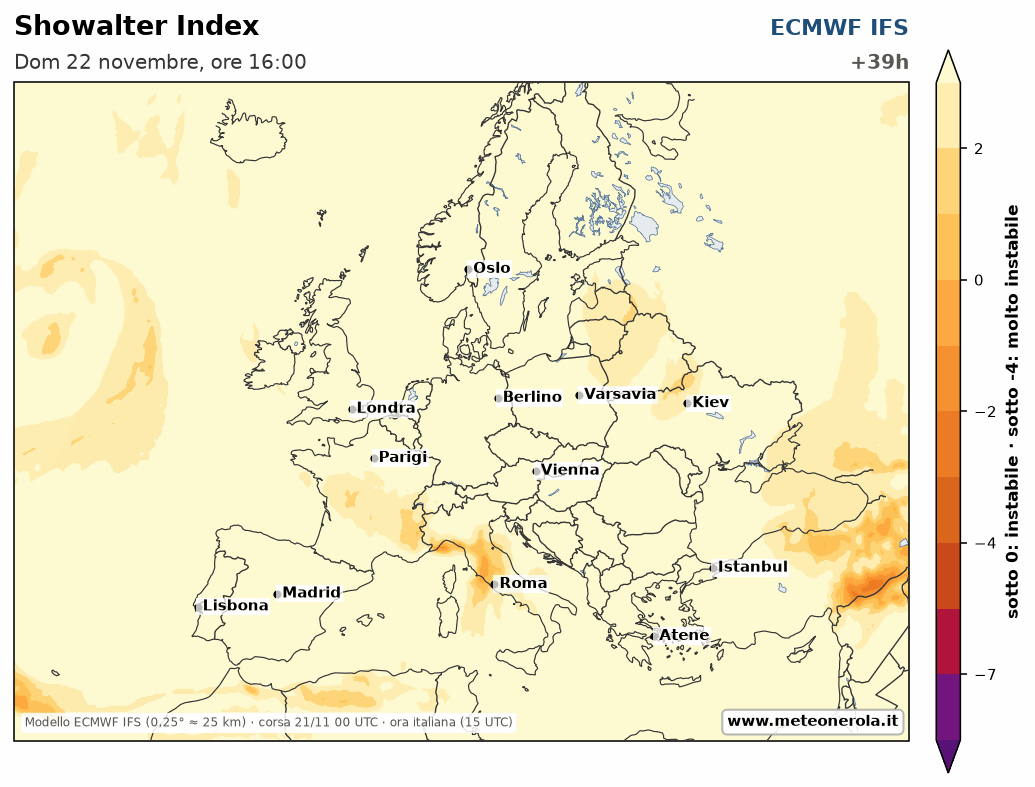 Showalter Index
ECMWF IFS
Dom 22 novembre, ore 16:00
+39h
2
0
−2
−4
−7
sotto 0: instabile · sotto -4: molto instabile
Oslo
Londra
Berlino
Varsavia
Kiev
Parigi
Vienna
Istanbul
Roma
Madrid
Lisbona
Atene
Modello ECMWF IFS (0,25° ≈ 25 km) · corsa 21/11 00 UTC · ora italiana (15 UTC)
www.meteonerola.it